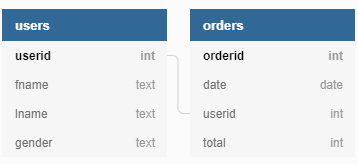 users
userid int
fname text
lname text
gender text
orders
orderid int
date date
userid int
total int